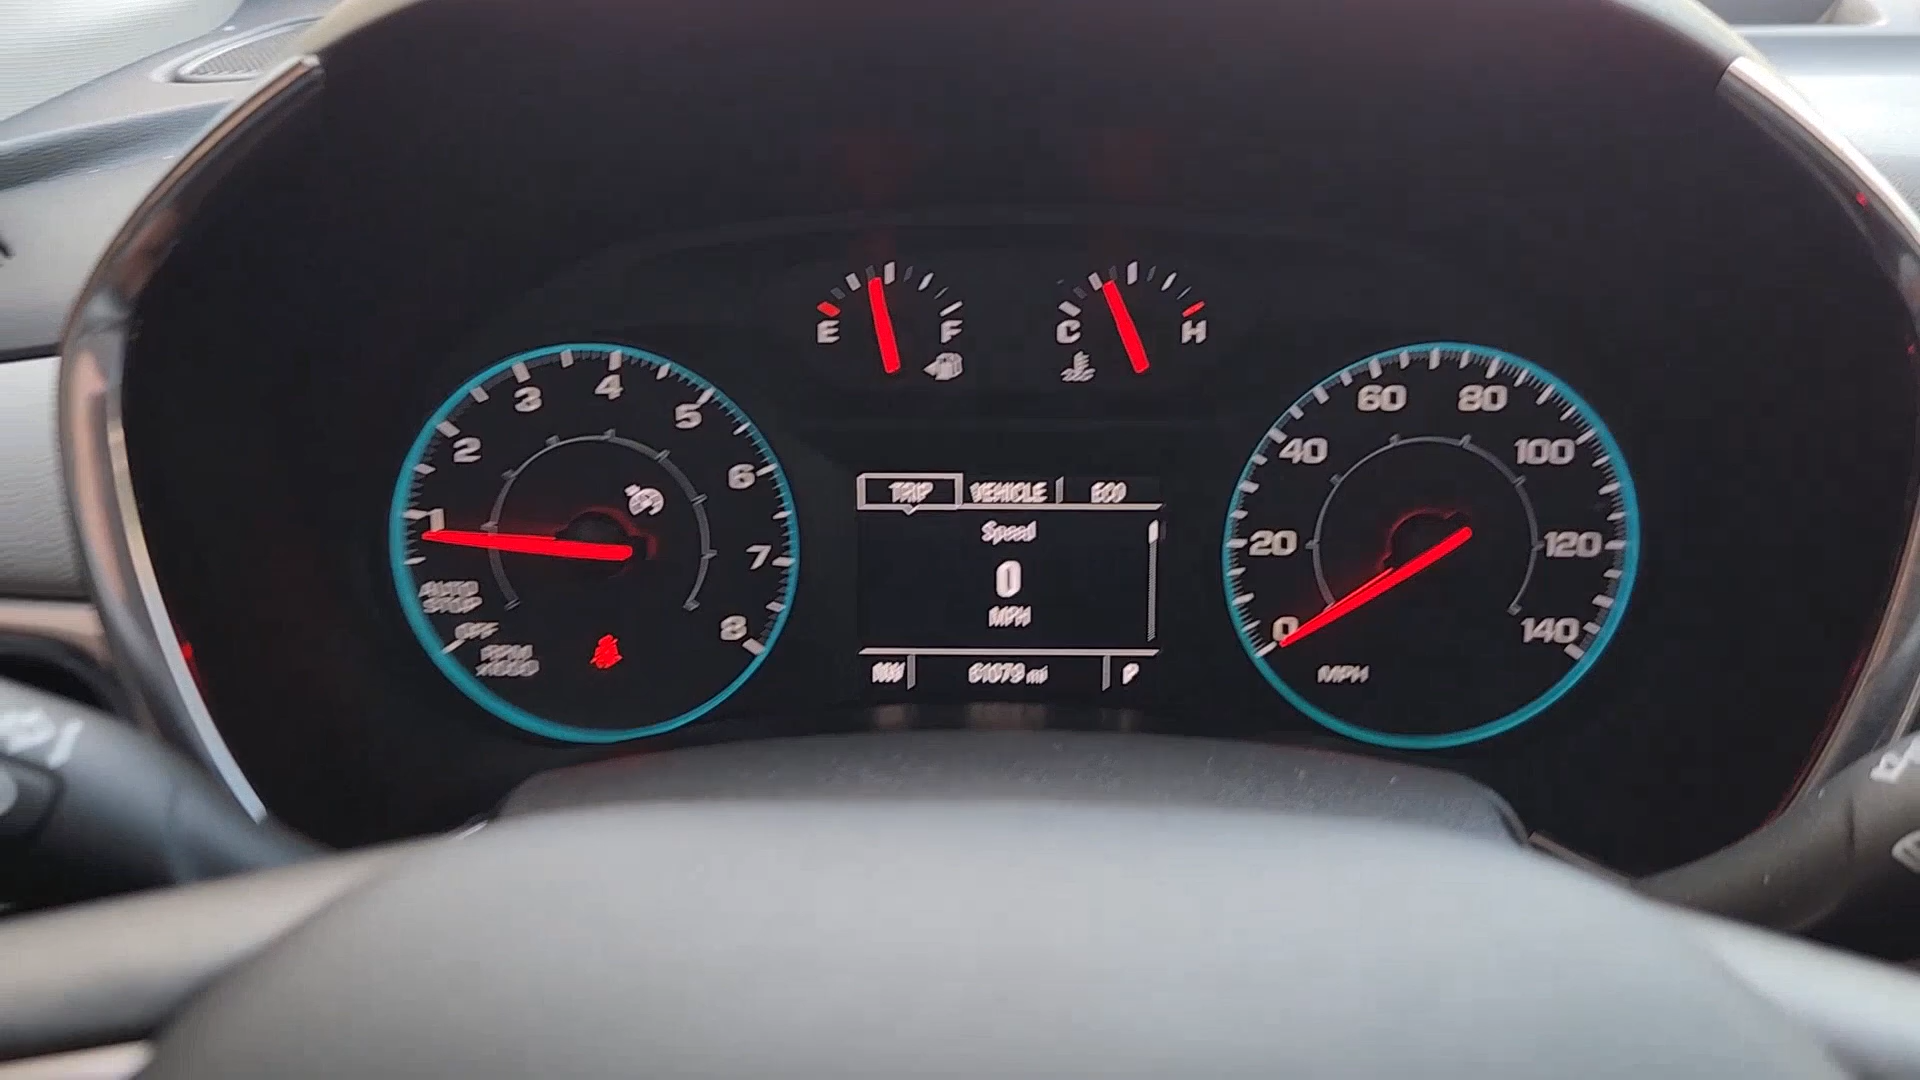 E F
C H
1 2 3 4 5 6 7 8
AUTO
STOP
OFF
RPM
x1000
TRIP VEHICLE ECO
Speed
0
MPH
NW 61079 mi P
0 20 40 60 80 100 120 140
MPH